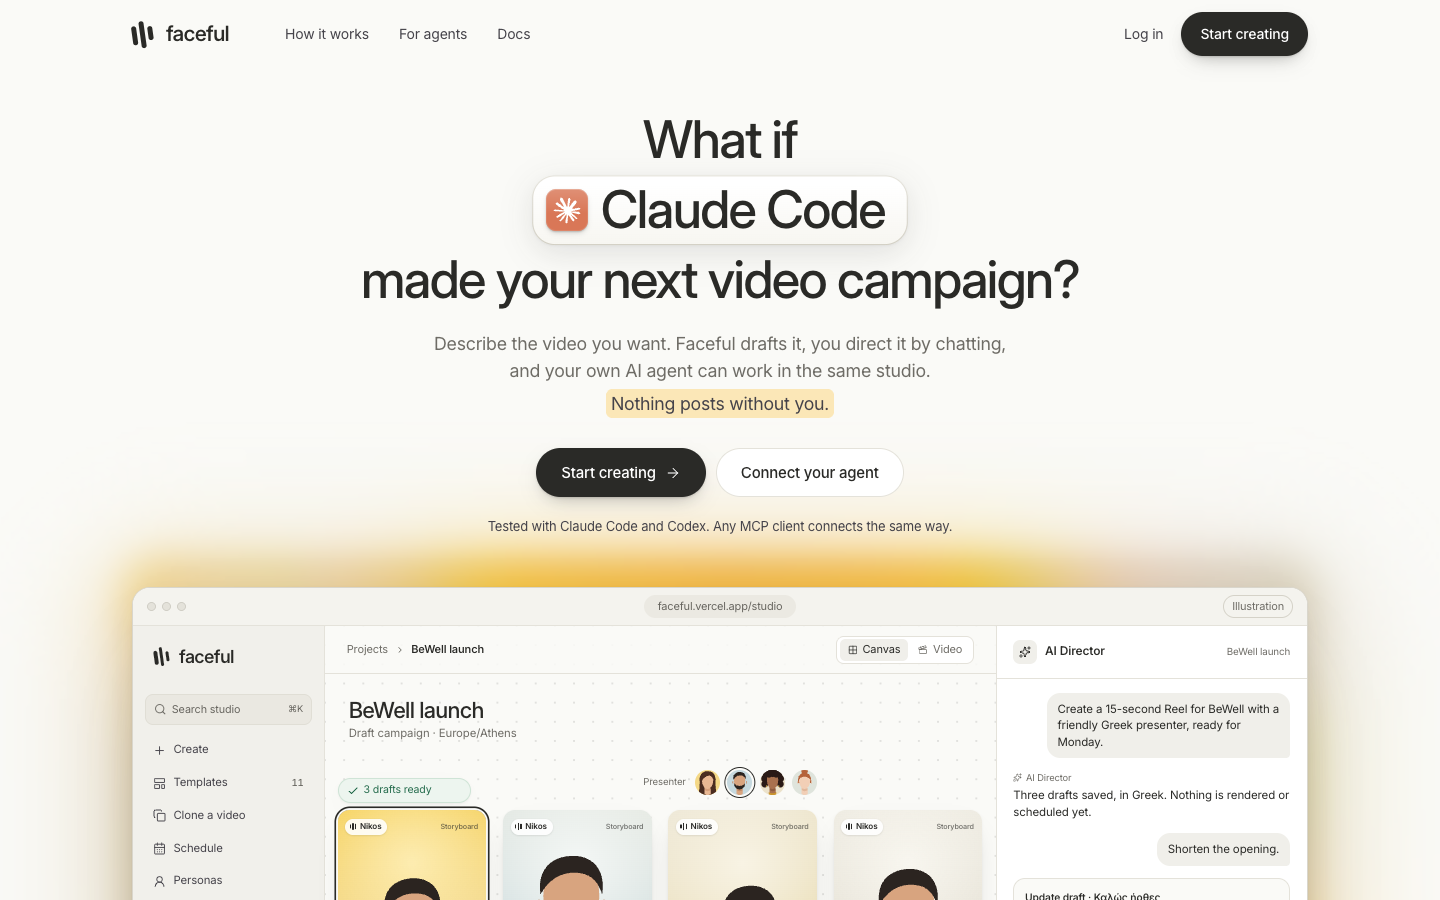 faceful
How it works
For agents
Docs
Log in
Start creating
What if
Claude Code
made your next video campaign?
Describe the video you want. Faceful drafts it, you direct it by chatting,
and your own AI agent can work in the same studio.
Nothing posts without you.
Start creating →
Connect your agent
Tested with Claude Code and Codex. Any MCP client connects the same way.
faceful.vercel.app/studio
Illustration
faceful
Search studio ⌘K
Create
Templates 11
Clone a video
Schedule
Personas
Projects > BeWell launch
Canvas
Video
BeWell launch
Draft campaign · Europe/Athens
3 drafts ready
Presenter
Nikos Storyboard
Nikos Storyboard
Nikos Storyboard
Nikos Storyboard
AI Director
BeWell launch
Create a 15-second Reel for BeWell with a
friendly Greek presenter, ready for
Monday.
AI Director
Three drafts saved, in Greek. Nothing is rendered or
scheduled yet.
Shorten the opening.
Update draft · Καλώς ήρθες